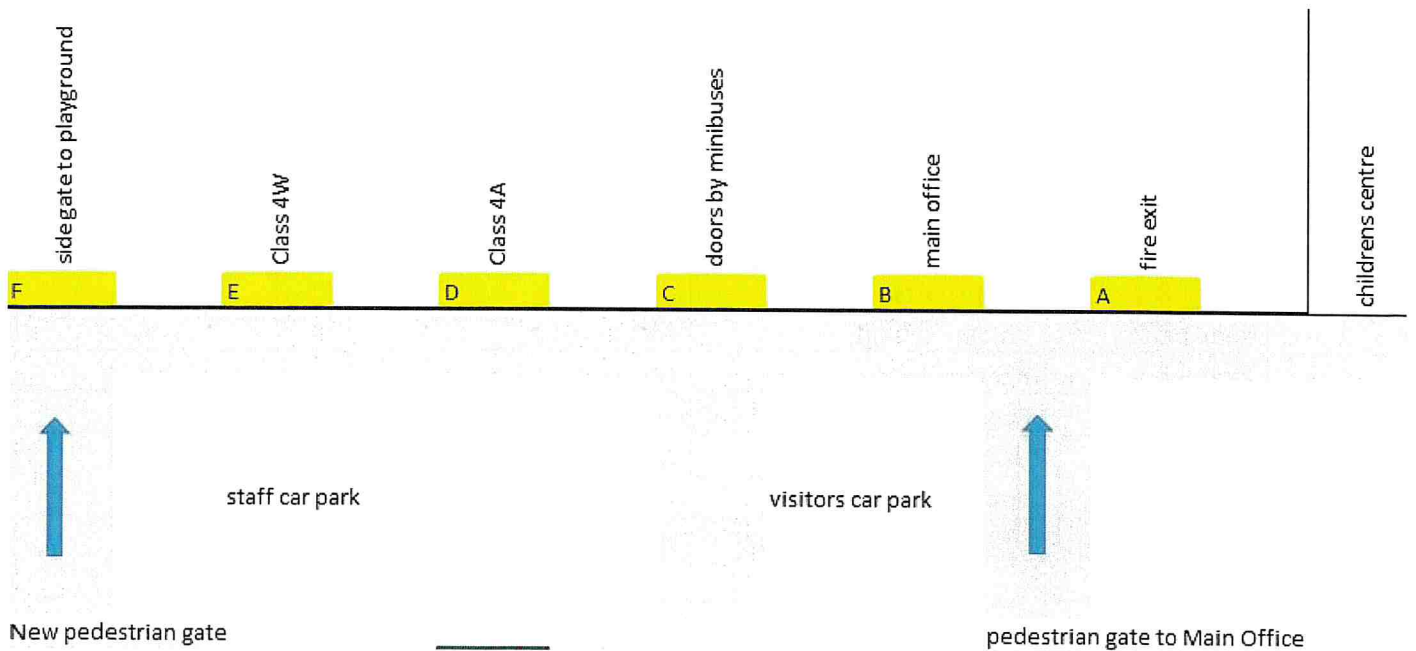 side gate to playground
Class 4W
Class 4A
doors by minibuses
main office
fire exit
childrens centre
F
E
D
C
B
A
staff car park
visitors car park
New pedestrian gate
pedestrian gate to Main Office